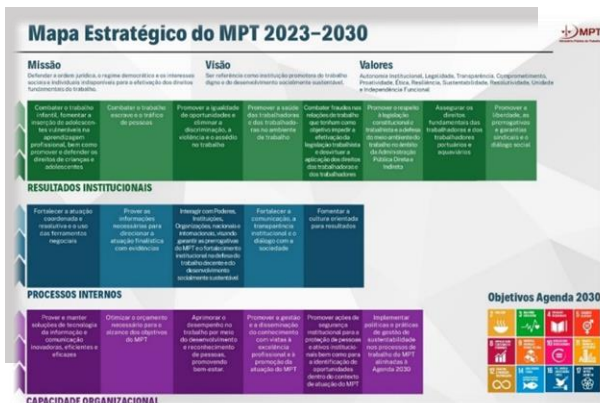 Mapa Estratégico do MPT 2023–2030
MPT
Missão
Defender a ordem jurídica, o regime democrático e os interesses
sociais e individuais indisponíveis para a efetivação dos direitos
fundamentais do trabalho.
Visão
Ser referência como instituição promotora do trabalho
digno e do desenvolvimento socialmente sustentável.
Valores
Autonomia institucional, Legalidade, Transparência, Comprometimento,
Proatividade, Ética, Resiliência, Sustentabilidade, Resolutividade, Unidade
e Independência Funcional
Combater o trabalho
infantil, fomentar a
inserção de adolescen-
tes vulneráveis na
aprendizagem
profissional, bem como
promover e defender os
direitos de crianças e
adolescentes
Combater o trabalho
escravo e o tráfico
de pessoas
Promover a igualdade
de oportunidades e
eliminar a
discriminação, a
violência e o assédio
no trabalho
Promover a saúde
dos trabalhadores
e das trabalhado-
ras no ambiente
de trabalho
Combater fraudes nas
relações de trabalho
que tenham como
objetivo impedir a
efetivação da
legislação trabalhista
e desvirtuar a
aplicação dos direitos
dos trabalhadores e
das trabalhadoras
Promover o respeito
à legislação
constitucional e
trabalhista e a defesa
do meio ambiente do
trabalho no âmbito
da Administração
Pública Direta e
Indireta
Assegurar os
direitos
fundamentais das
trabalhadoras e dos
trabalhadores
portuários e
aquaviários
Promover a
liberdade, as
prerrogativas
e garantias
sindicais e o
diálogo social
RESULTADOS INSTITUCIONAIS
Fortalecer a atuação
coordenada e
resolutiva e o uso
das ferramentas
negociais
Prover as
informações
necessárias para
direcionar a
atuação finalística
com evidências
Interagir com Poderes,
Instituições,
Organizações, nacionais e
internacionais, visando
garantir as prerrogativas
do MPT e o fortalecimento
institucional na defesa do
trabalho decente e do
desenvolvimento
socialmente sustentável
Fortalecer a
comunicação, a
transparência
institucional e o
diálogo com a
sociedade
Fomentar a
cultura orientada
para resultados
PROCESSOS INTERNOS
Objetivos Agenda 2030
Prover e manter
soluções de tecnologia
da informação e
comunicação
inovadoras, eficientes e
eficazes
Otimizar o orçamento
necessário para o
alcance dos objetivos
do MPT
Aprimorar o
desempenho no
trabalho por meio
do desenvolvimento
e reconhecimento
de pessoas,
promovendo
bem-estar.
Promover a gestão
e a disseminação
do conhecimento
com vistas à
excelência
profissional e à
promoção da
atuação do MPT
Promover ações de
segurança
institucional para a
proteção de pessoas
e ativos institucio-
nais bem como para
a identificação de
oportunidades
dentro do contexto
de atuação do MPT
Implementar
políticas e práticas
de gestão de
sustentabilidade
nos processos de
trabalho do MPT
alinhadas à
Agenda 2030
CAPACIDADE ORGANIZACIONAL